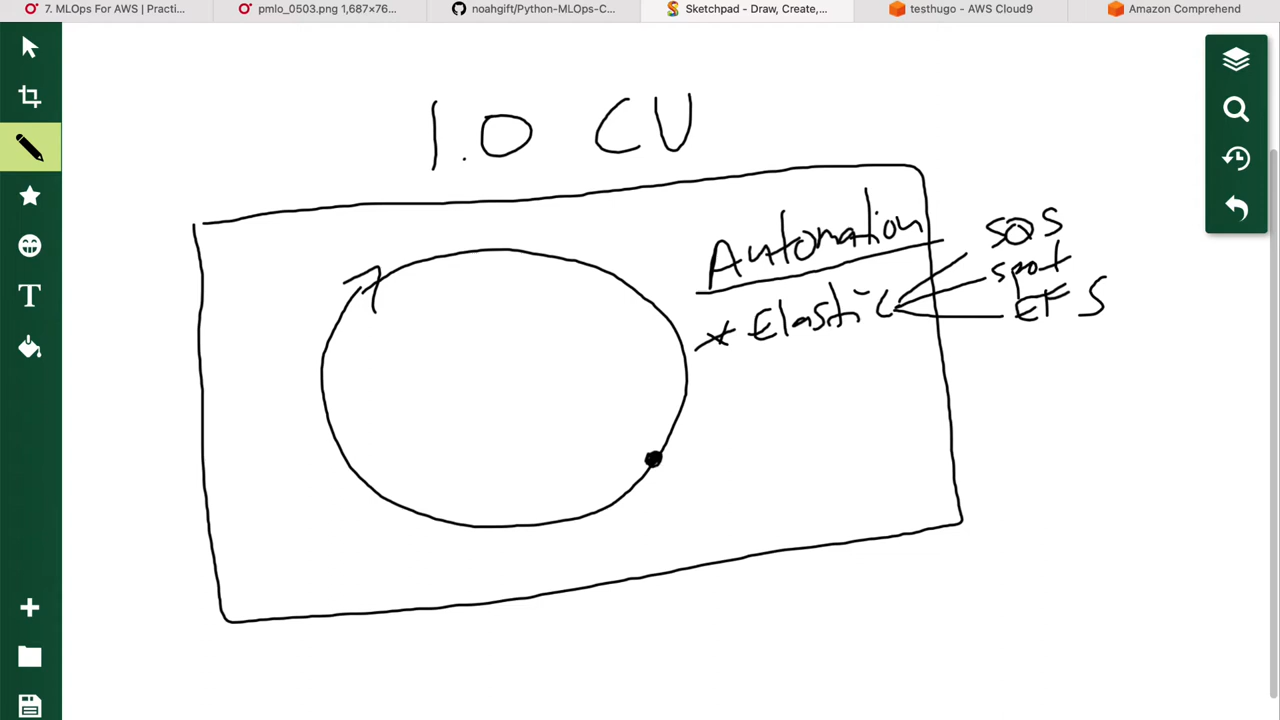 7. MLOps For AWS | Practi...
pmlo_0503.png 1,687×76...
noahgift/Python-MLOps-C...
Sketchpad - Draw, Create,...
testhugo - AWS Cloud9
Amazon Comprehend
1.0 CV
Automation
* Elastic
SQS
spot
EFS